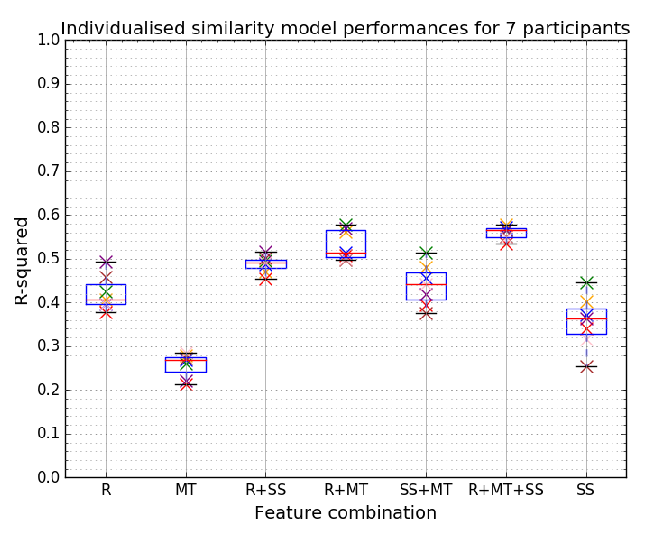 Individualised similarity model performances for 7 participants
1.0
0.9
0.8
0.7
0.6
0.5
0.4
0.3
0.2
0.1
0.0
R-squared
R MT R+SS R+MT SS+MT R+MT+SS SS
Feature combination